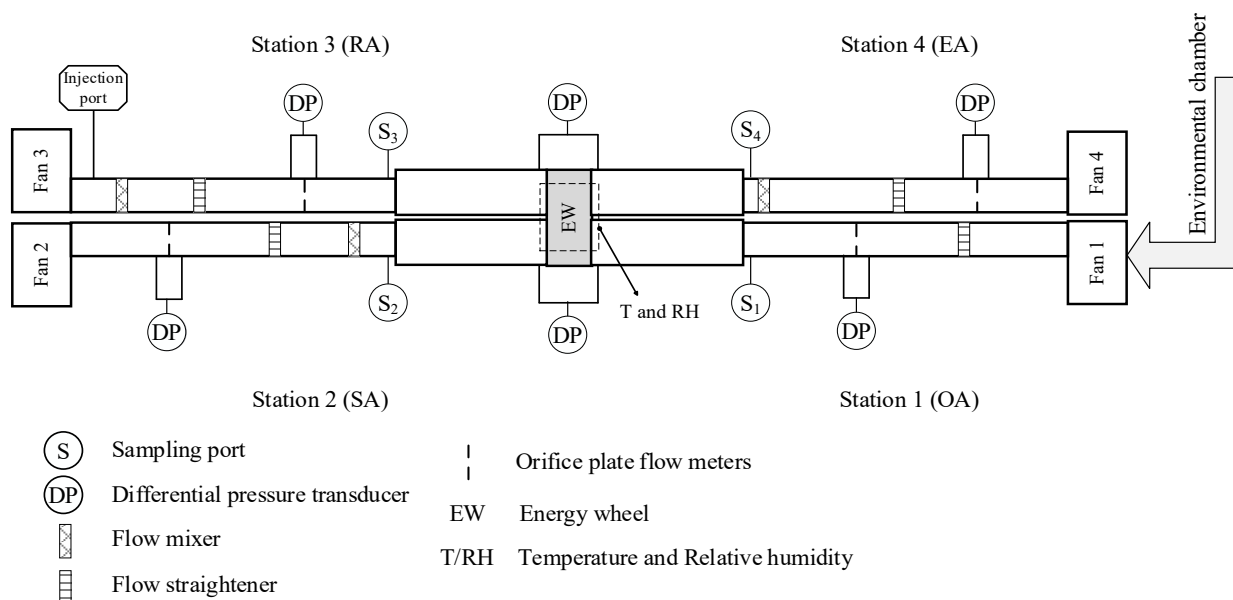 Station 3 (RA)
Station 4 (EA)
Environmental chamber
Injection
port
DP
DP
DP
S3
S4
Fan 3
Fan 4
EW
Fan 2
Fan 1
S2
S1
T and RH
DP
DP
DP
Station 2 (SA)
Station 1 (OA)
S Sampling port
DP Differential pressure transducer
Flow mixer
Flow straightener
Orifice plate flow meters
EW Energy wheel
T/RH Temperature and Relative humidity